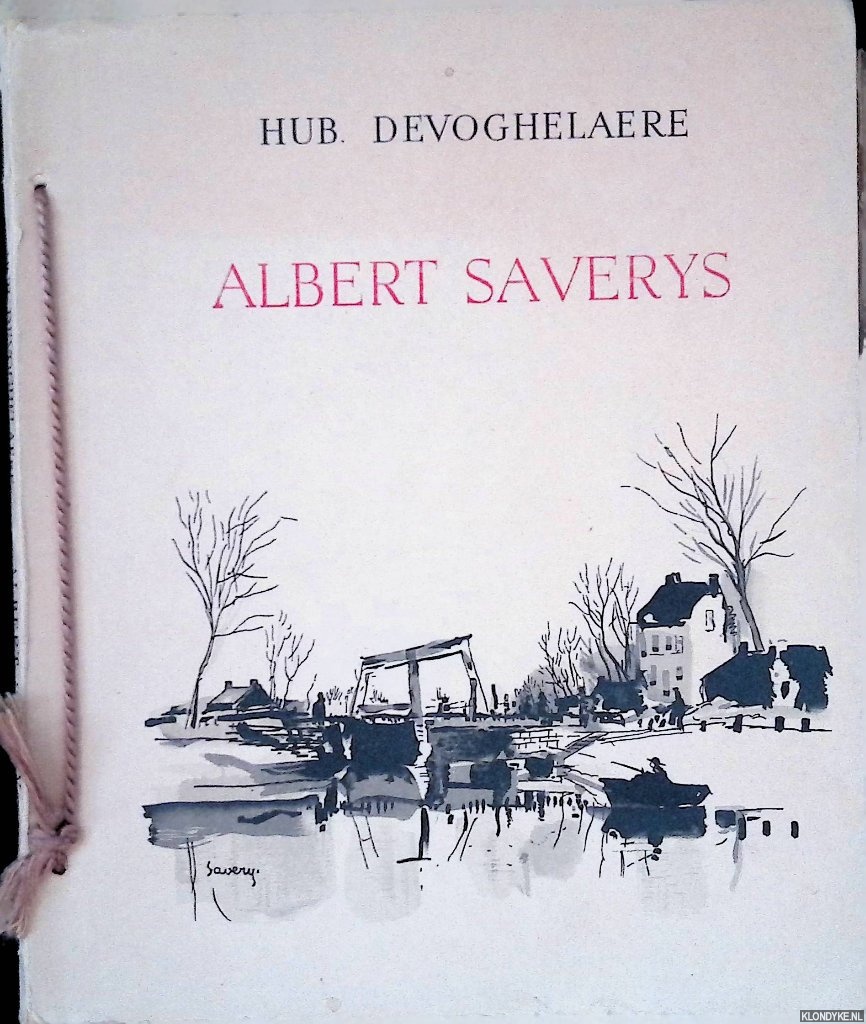 HUB. DEVOGHELAERE
ALBERT SAVERYS
Saverys.
KLONDYKE.NL